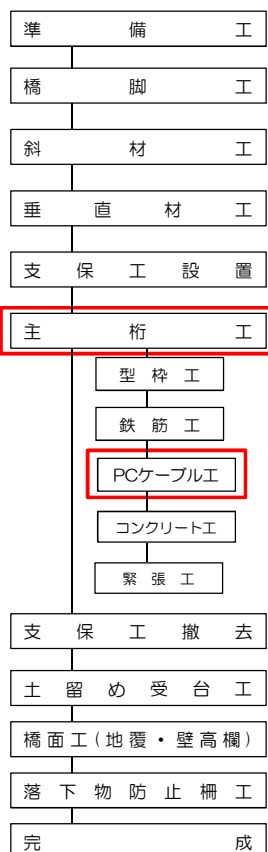 準備工
橋脚工
斜材工
垂直材工
支保工設置
主桁工
型枠工
鉄筋工
PCケーブル工
コンクリート工
緊張工
支保工撤去
土留め受台工
橋面工(地覆・壁高欄)
落下物防止柵工
完成